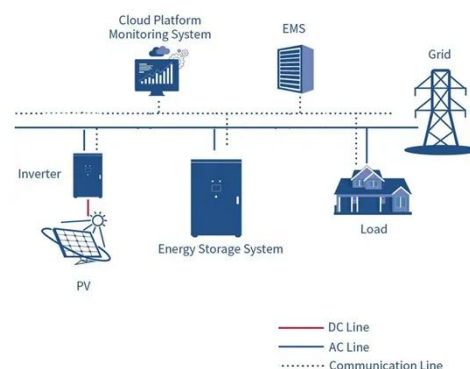 Cloud Platform
Monitoring System
EMS
Grid
Inverter
Energy Storage System
Load
PV
DC Line
AC Line
Communication Line